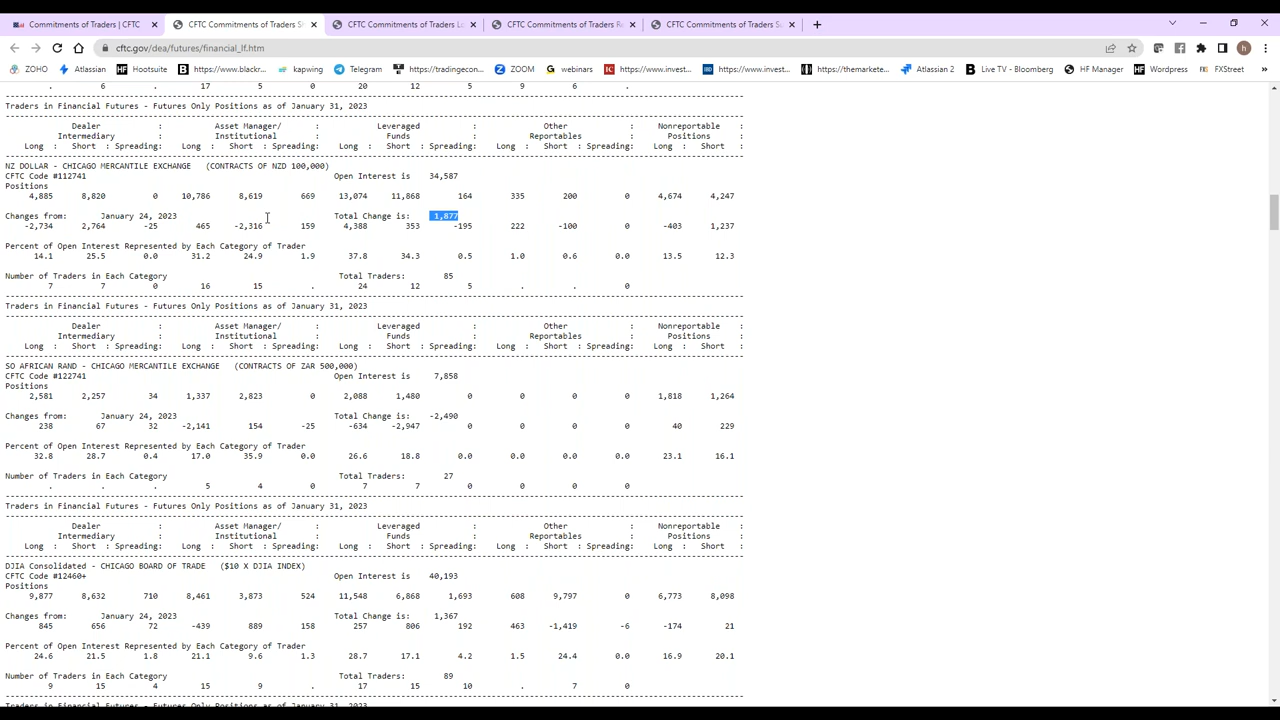 Commitments of Traders | CFTC
CFTC Commitments of Traders Sh
CFTC Commitments of Traders Lo
CFTC Commitments of Traders Re
CFTC Commitments of Traders Su
cftc.gov/dea/futures/financial_lf.htm
ZOHO Atlassian Hootsuite https://www.blackr... kapwing Telegram https://tradingecon... ZOOM webinars https://www.invest... https://www.invest... https://themarkete... Atlassian 2 Live TV - Bloomberg HF Manager Wordpress FXStreet
. 6 . 17 5 . 20 12 5 9 6 .
Traders in Financial Futures - Futures Only Positions as of January 31, 2023
Dealer : Asset Manager/ : Leveraged : Other : Nonreportable :
Intermediary : Institutional : Funds : Reportables : Positions :
Long : Short : Spreading: Long : Short : Spreading: Long : Short : Spreading: Long : Short : Spreading: Long : Short :
NZ DOLLAR - CHICAGO MERCANTILE EXCHANGE (CONTRACTS OF NZD 100,000)
CFTC Code #112741 Open Interest is 34,587
Positions
4,885 8,820 0 10,786 8,619 669 13,074 11,868 164 335 200 0 4,674 4,247
Changes from: January 24, 2023 Total Change is: 1,877
-2,734 2,764 -25 465 -2,316 159 4,388 353 -195 222 -100 0 -403 1,237
Percent of Open Interest Represented by Each Category of Trader
14.1 25.5 0.0 31.2 24.9 1.9 37.8 34.3 0.5 1.0 0.6 0.0 13.5 12.3
Number of Traders in Each Category Total Traders: 85
7 7 0 16 15 . 24 12 5 . . 0
Traders in Financial Futures - Futures Only Positions as of January 31, 2023
Dealer : Asset Manager/ : Leveraged : Other : Nonreportable :
Intermediary : Institutional : Funds : Reportables : Positions :
Long : Short : Spreading: Long : Short : Spreading: Long : Short : Spreading: Long : Short : Spreading: Long : Short :
SO AFRICAN RAND - CHICAGO MERCANTILE EXCHANGE (CONTRACTS OF ZAR 500,000)
CFTC Code #122741 Open Interest is 7,858
Positions
2,581 2,257 34 1,337 2,823 0 2,088 1,480 0 0 0 0 1,818 1,264
Changes from: January 24, 2023 Total Change is: -2,490
238 67 32 -2,141 154 -25 -634 -2,947 0 0 0 0 40 229
Percent of Open Interest Represented by Each Category of Trader
32.8 28.7 0.4 17.0 35.9 0.0 26.6 18.8 0.0 0.0 0.0 0.0 23.1 16.1
Number of Traders in Each Category Total Traders: 27
. . . 5 4 0 7 7 0 0 0 0
Traders in Financial Futures - Futures Only Positions as of January 31, 2023
Dealer : Asset Manager/ : Leveraged : Other : Nonreportable :
Intermediary : Institutional : Funds : Reportables : Positions :
Long : Short : Spreading: Long : Short : Spreading: Long : Short : Spreading: Long : Short : Spreading: Long : Short :
DJIA Consolidated - CHICAGO BOARD OF TRADE ($10 X DJIA INDEX)
CFTC Code #12460+ Open Interest is 40,193
Positions
9,877 8,632 710 8,461 3,873 524 11,548 6,868 1,693 608 9,797 0 6,773 8,098
Changes from: January 24, 2023 Total Change is: 1,367
845 656 72 -439 889 158 257 806 192 463 -1,419 -6 -174 21
Percent of Open Interest Represented by Each Category of Trader
24.6 21.5 1.8 21.1 9.6 1.3 28.7 17.1 4.2 1.5 24.4 0.0 16.9 20.1
Number of Traders in Each Category Total Traders: 89
9 15 4 15 9 . 17 15 10 . 7 0
Traders in Financial Futures - Futures Only Positions as of January 31, 2023